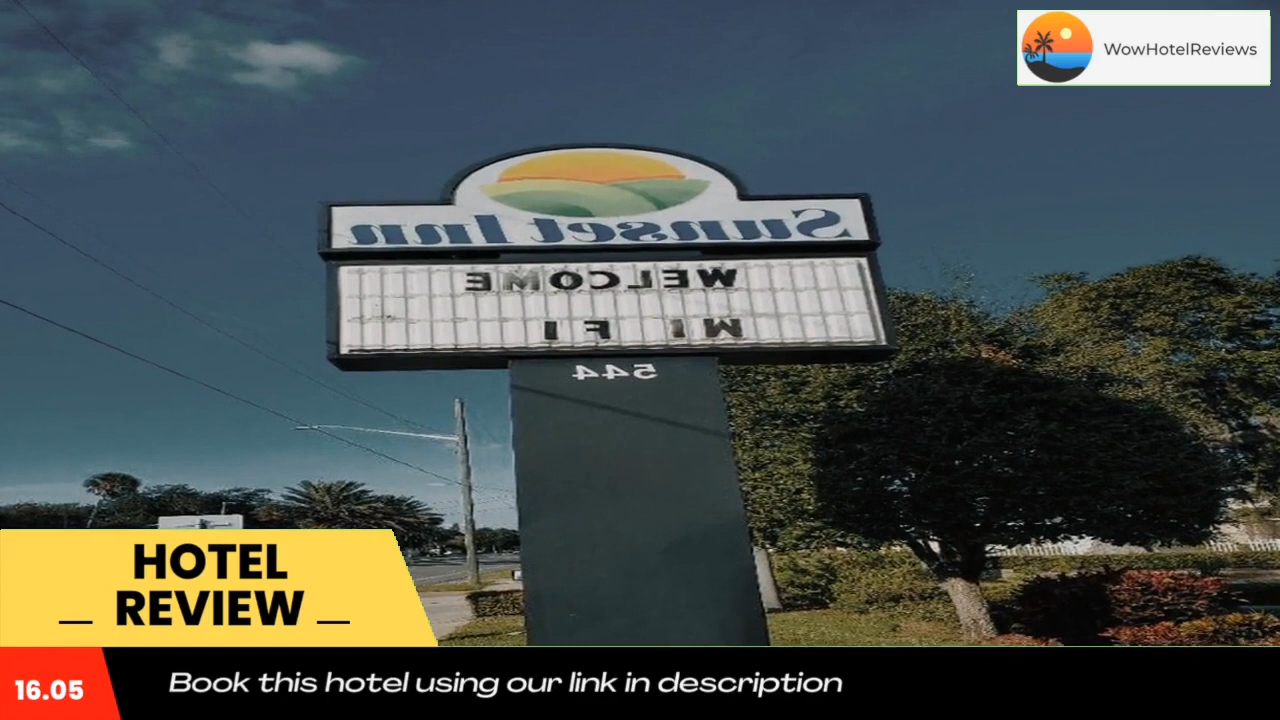 WowHotelReviews
Sunset Inn
WELCOME
WI FI
544
HOTEL
REVIEW
16.05
Book this hotel using our link in description